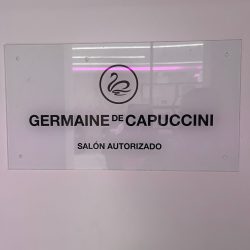 GERMAINE DE CAPUCCINI
SALÓN AUTORIZADO